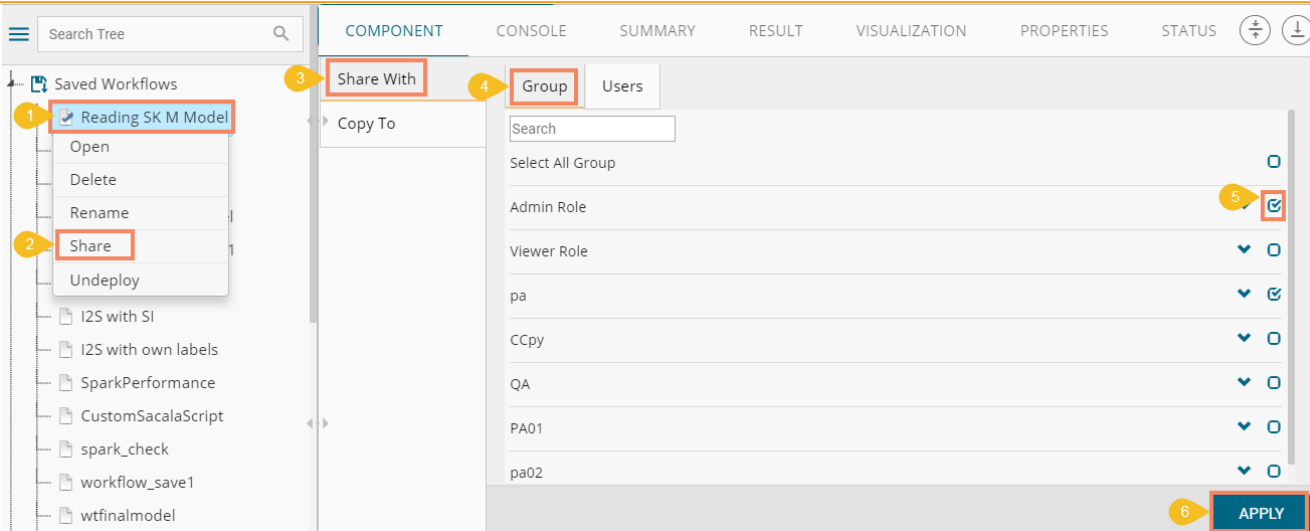 Search Tree
COMPONENT
CONSOLE
SUMMARY
RESULT
VISUALIZATION
PROPERTIES
STATUS
Saved Workflows
1
Reading SK M Model
Open
Delete
Rename
2
Share
Undeploy
I2S with SI
I2S with own labels
SparkPerformance
CustomSacalaScript
spark_check
workflow_save1
wtfinalmodel
3
Share With
Copy To
4
Group
Users
Search
Select All Group
Admin Role
5
Viewer Role
pa
CCpy
QA
PA01
pa02
6
APPLY